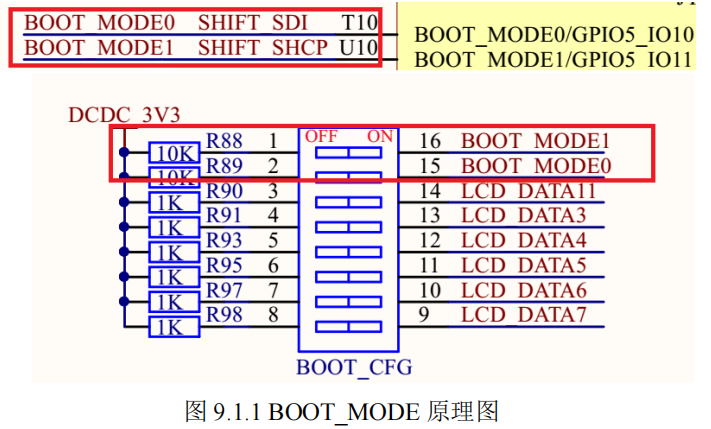 BOOT_MODE0 SHIFT_SDI T10
BOOT_MODE1 SHIFT_SHCP U10
BOOT_MODE0/GPIO5_IO10
BOOT_MODE1/GPIO5_IO11
DCDC_3V3
OFF ON
10K R88 1 16 BOOT_MODE1
10K R89 2 15 BOOT_MODE0
1K R90 3 14 LCD_DATA11
1K R91 4 13 LCD_DATA3
1K R93 5 12 LCD_DATA4
1K R95 6 11 LCD_DATA5
1K R97 7 10 LCD_DATA6
1K R98 8 9 LCD_DATA7
BOOT_CFG
图 9.1.1 BOOT_MODE 原理图